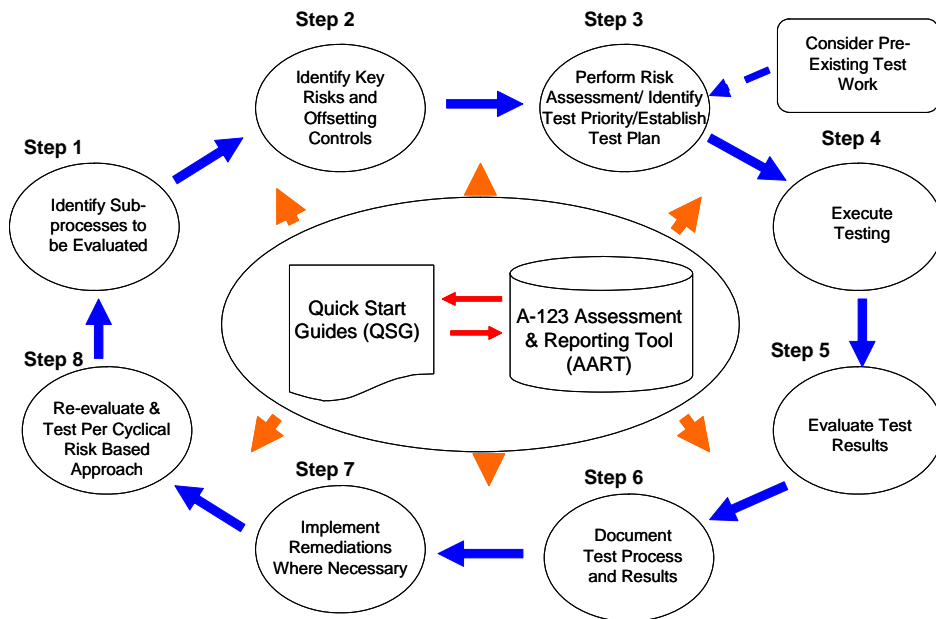 Step 1
Identify Sub-
processes to
be Evaluated
Step 2
Identify Key
Risks and
Offsetting
Controls
Step 3
Perform Risk
Assessment/ Identify
Test Priority/Establish
Test Plan
Consider Pre-
Existing Test
Work
Step 4
Execute
Testing
Step 5
Evaluate Test
Results
Step 6
Document
Test Process
and Results
Step 7
Implement
Remediations
Where Necessary
Step 8
Re-evaluate &
Test Per Cyclical
Risk Based
Approach
Quick Start
Guides (QSG)
A-123 Assessment
& Reporting Tool
(AART)